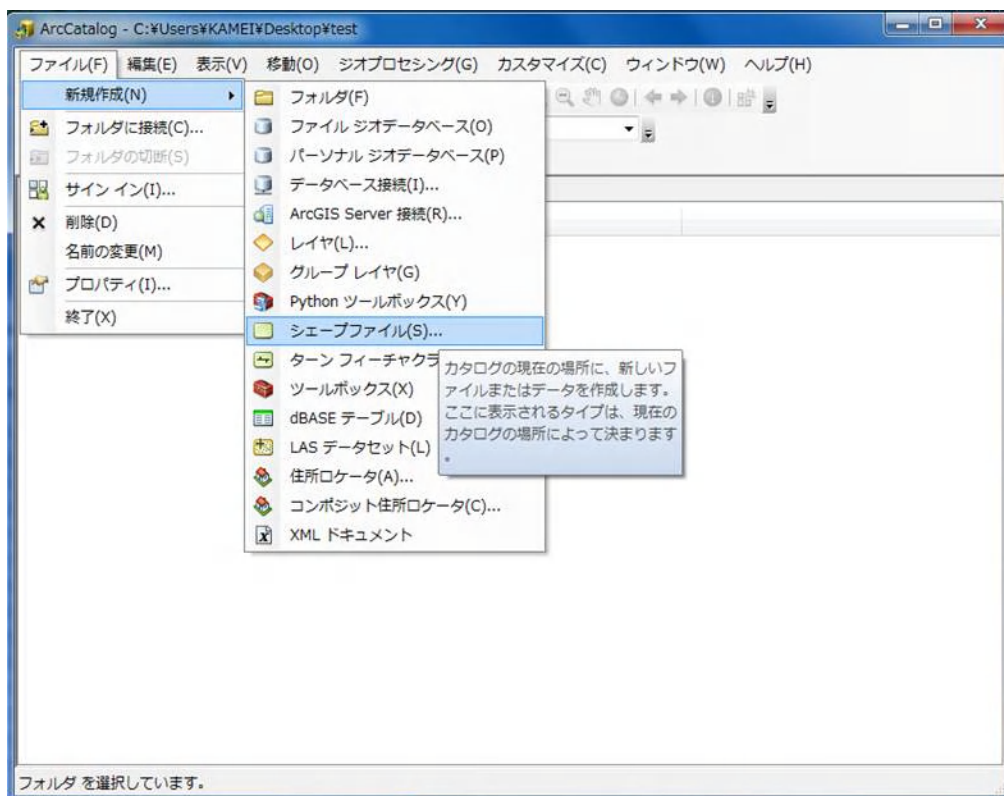 ArcCatalog - C:¥Users¥KAMEI¥Desktop¥test
ファイル(F) 編集(E) 表示(V) 移動(O) ジオプロセシング(G) カスタマイズ(C) ウィンドウ(W) ヘルプ(H)
新規作成(N)
フォルダに接続(C)...
フォルダの切断(S)
サイン イン(I)...
削除(D)
名前の変更(M)
プロパティ(I)...
終了(X)
フォルダ(F)
ファイル ジオデータベース(O)
パーソナル ジオデータベース(P)
データベース接続(I)...
ArcGIS Server 接続(R)...
レイヤ(L)...
グループ レイヤ(G)
Python ツールボックス(Y)
シェープファイル(S)...
ターン フィーチャクラ
ツールボックス(X)
dBASE テーブル(D)
LAS データセット(L)
住所ロケータ(A)...
コンポジット住所ロケータ(C)...
XML ドキュメント
カタログの現在の場所に、新しいフ
ァイルまたはデータを作成します。
ここに表示されるタイプは、現在の
カタログの場所によって決まります
。
フォルダ を選択しています。